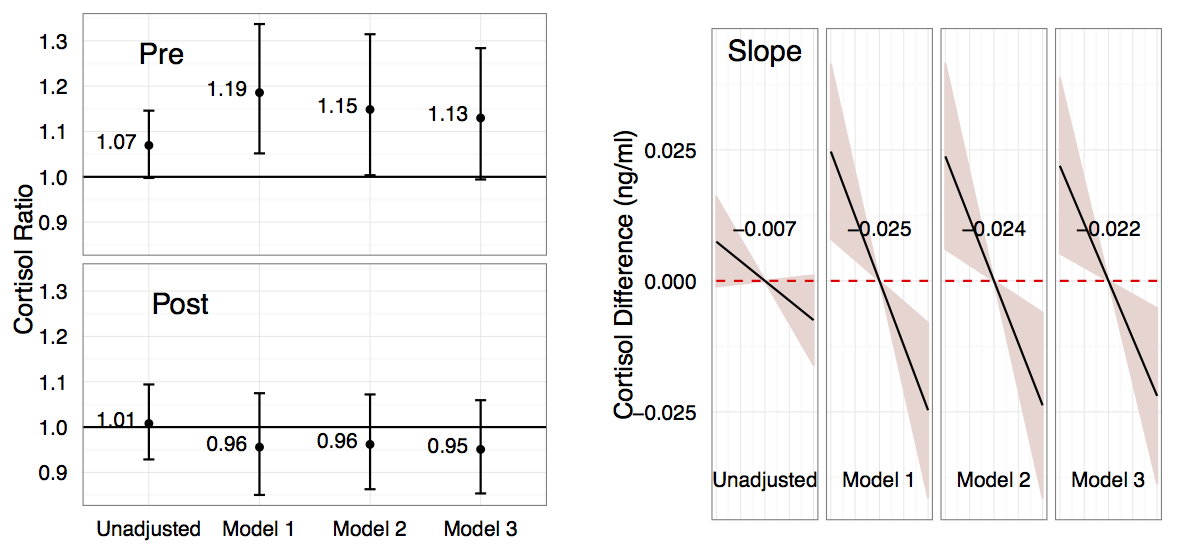 Cortisol Ratio
Pre
1.3
1.2
1.1
1.0
0.9
1.07
1.19
1.15
1.13
Post
1.3
1.2
1.1
1.0
0.9
1.01
0.96
0.96
0.95
Unadjusted Model 1 Model 2 Model 3
Cortisol Difference (ng/ml)
Slope
0.025
0.000
−0.025
−0.007 −0.025 −0.024 −0.022
Unadjusted Model 1 Model 2 Model 3